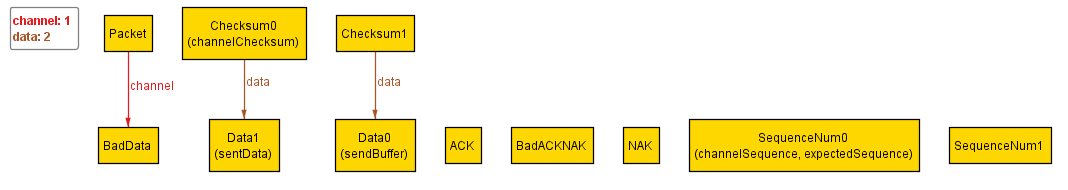 channel: 1
data: 2
Packet
Checksum0
(channelChecksum)
Checksum1
channel
data
data
BadData
Data1
(sentData)
Data0
(sendBuffer)
ACK
BadACKNAK
NAK
SequenceNum0
(channelSequence, expectedSequence)
SequenceNum1